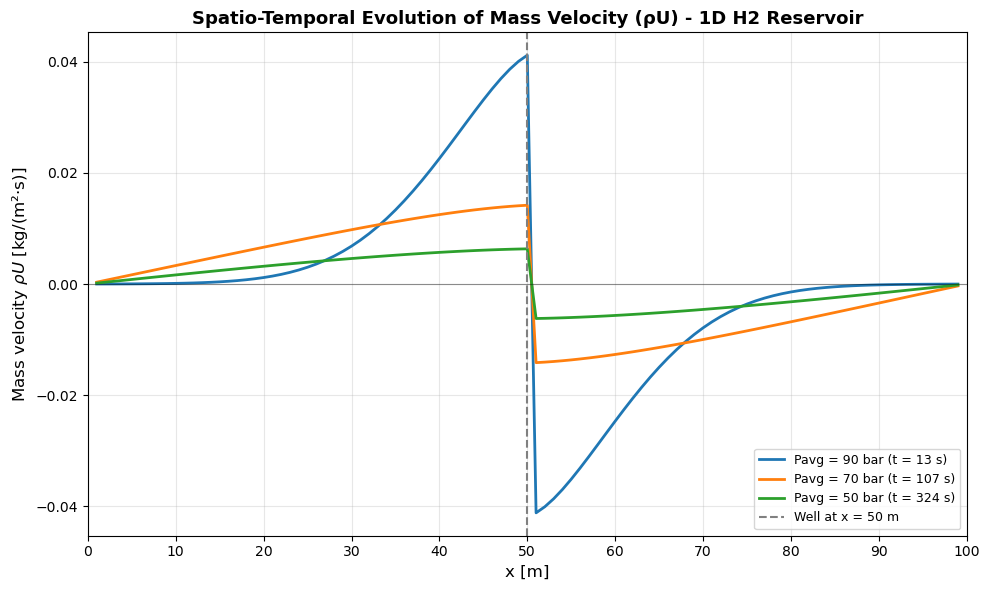 Spatio-Temporal Evolution of Mass Velocity (ρU) - 1D H2 Reservoir
Mass velocity ρU [kg/(m²·s)]
0.04
0.02
0.00
−0.02
−0.04
Pavg = 90 bar (t = 13 s)
Pavg = 70 bar (t = 107 s)
Pavg = 50 bar (t = 324 s)
Well at x = 50 m
0 10 20 30 40 50 60 70 80 90 100
x [m]